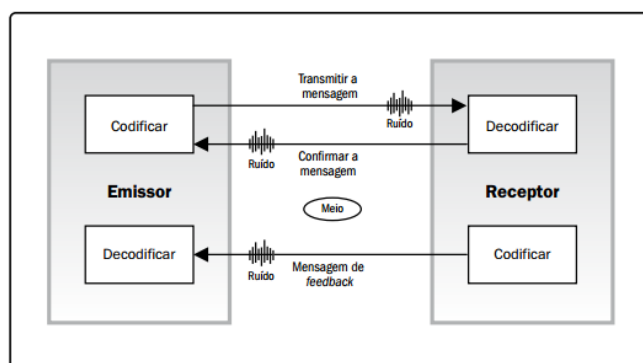 Transmitir a
mensagem
Codificar
Ruído
Decodificar
Ruído
Confirmar a
mensagem
Emissor
Meio
Receptor
Decodificar
Ruído
Mensagem de
feedback
Codificar